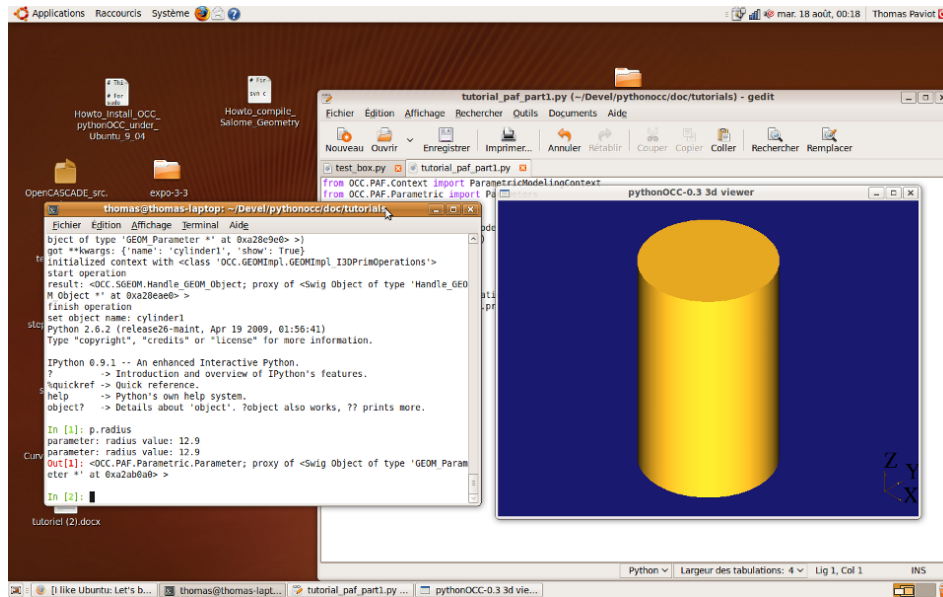 Applications Raccourcis Système
mar. 18 août, 00:18 Thomas Paviot
Howto_Install_OCC_
pythonOCC_under_
Ubuntu_9_04
Howto_compile_
Salome_Geometry
OpenCASCADE_src.
expo-3-3
tutoriel (2).docx
tutorial_paf_part1.py (~/Devel/pythonocc/doc/tutorials) - gedit
Fichier Édition Affichage Rechercher Outils Documents Aide
Nouveau Ouvrir Enregistrer Imprimer... Annuler Rétablir Couper Copier Coller Rechercher Remplacer
test_box.py tutorial_paf_part1.py
from OCC.PAF.Context import ParametricModelingContext
from OCC.PAF.Parametric import
pythonOCC-0.3 3d viewer
Z
Y
X
thomas@thomas-laptop: ~/Devel/pythonocc/doc/tutorials
Fichier Édition Affichage Terminal Aide
bject of type 'GEOM_Parameter *' at 0xa28e9e0> >)
got **kwargs: {'name': 'cylinder1', 'show': True}
initialized context with <class 'OCC.GEOMImpl.GEOMImpl_I3DPrimOperations'>
start operation
result: <OCC.SGEOM.Handle_GEOM_Object; proxy of <Swig Object of type 'Handle_GEO
M Object *' at 0xa28eae0> >
finish operation
set object name: cylinder1
Python 2.6.2 (release26-maint, Apr 19 2009, 01:56:41)
Type "copyright", "credits" or "license" for more information.
IPython 0.9.1 -- An enhanced Interactive Python.
? -> Introduction and overview of IPython's features.
%quickref -> Quick reference.
help -> Python's own help system.
object? -> Details about 'object'. ?object also works, ?? prints more.
In [1]: p.radius
parameter: radius value: 12.9
parameter: radius value: 12.9
Out[1]: <OCC.PAF.Parametric.Parameter; proxy of <Swig Object of type 'GEOM_Param
eter *' at 0xa2ab0a0> >
In [2]:
Python Largeur des tabulations: 4 Lig 1, Col 1 INS
[I like Ubuntu: Let's b... thomas@thomas-lapt... tutorial_paf_part1.py ... pythonOCC-0.3 3d vie...